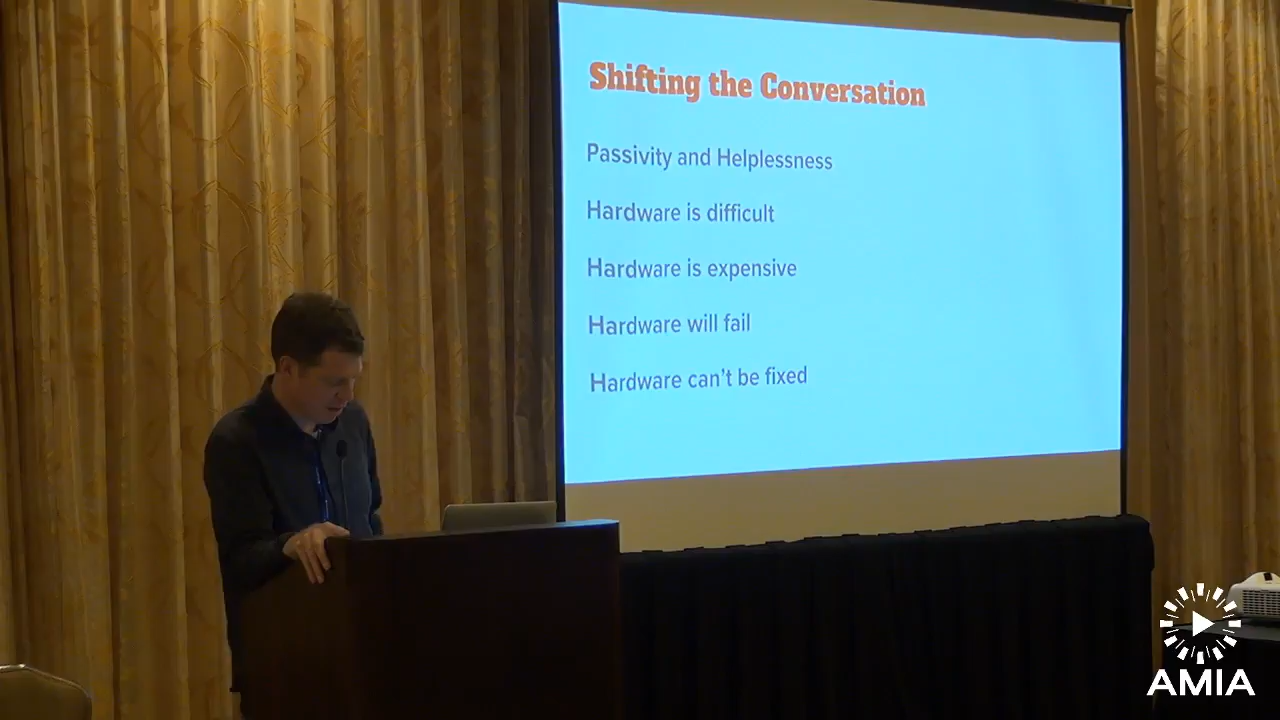 Shifting the Conversation
Passivity and Helplessness
Hardware is difficult
Hardware is expensive
Hardware will fail
Hardware can't be fixed
AMIA